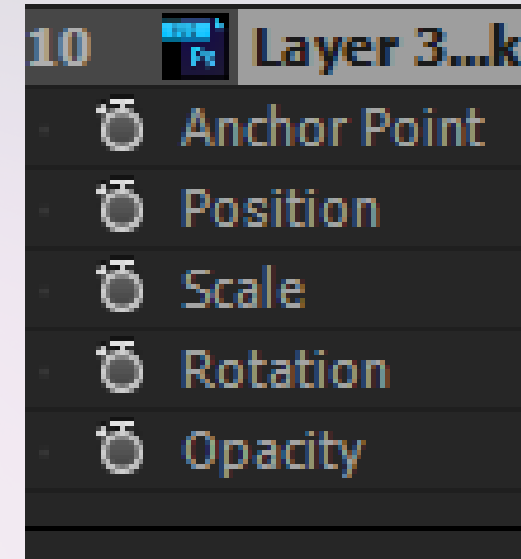 10 Ps Layer 3...k
Anchor Point
Position
Scale
Rotation
Opacity